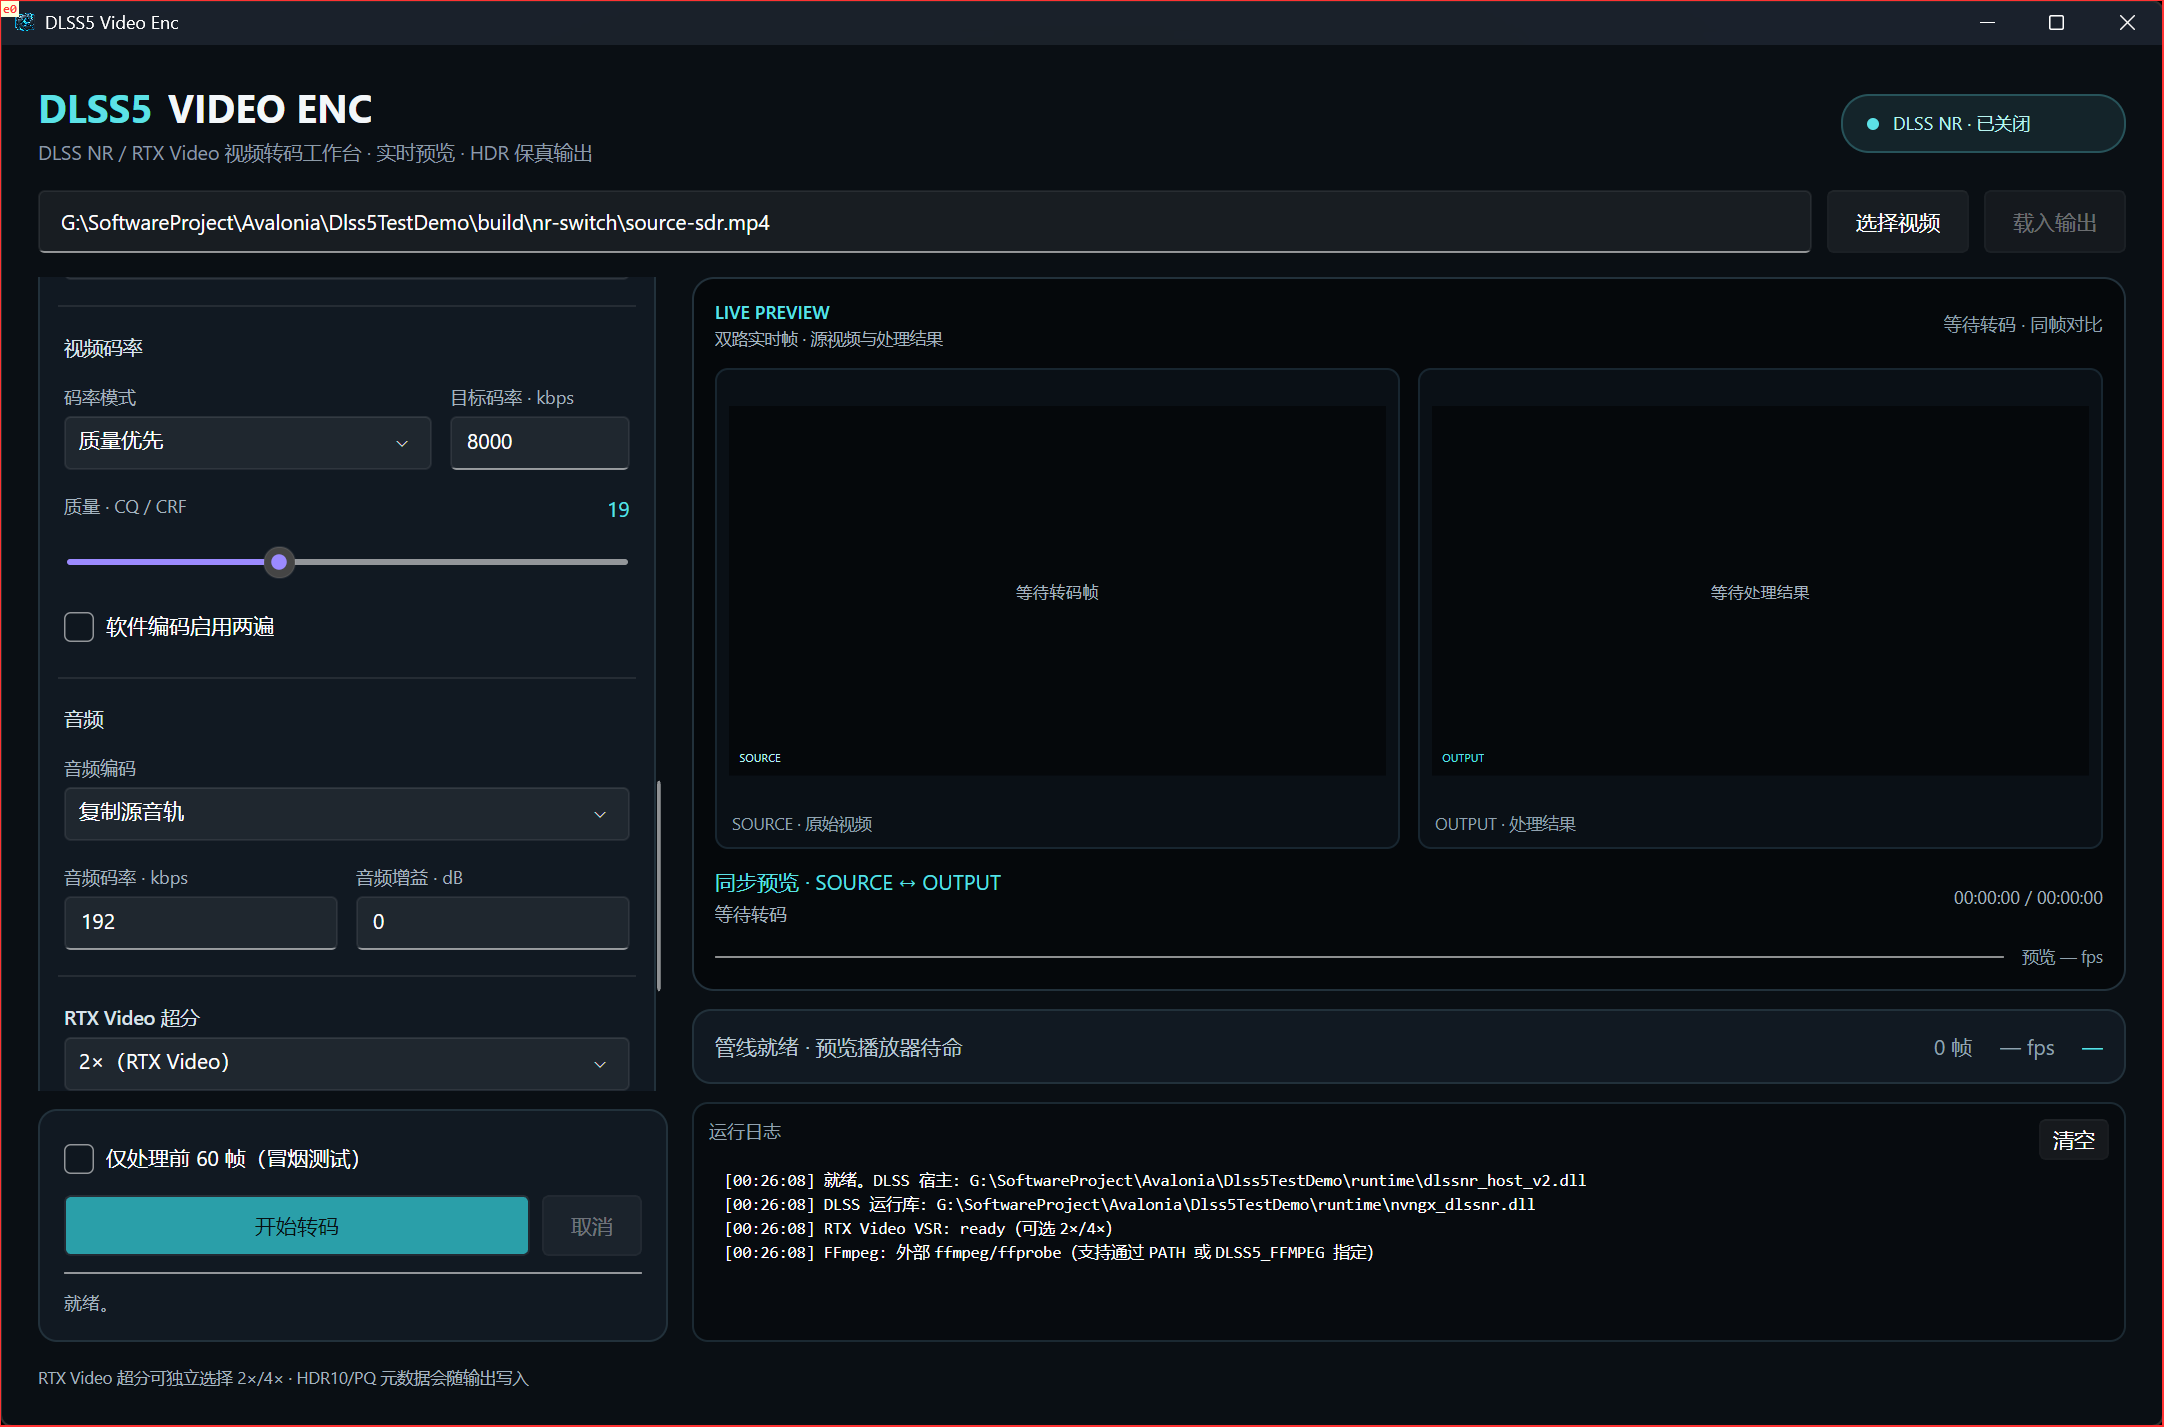 e0
DLSS5 Video Enc
DLSS5 VIDEO ENC
DLSS NR / RTX Video 视频转码工作台 · 实时预览 · HDR 保真输出
DLSS NR · 已关闭
G:\SoftwareProject\Avalonia\Dlss5TestDemo\build\nr-switch\source-sdr.mp4
选择视频
载入输出
视频码率
码率模式
目标码率 · kbps
质量优先
8000
质量 · CQ / CRF
19
软件编码启用两遍
音频
音频编码
复制源音轨
音频码率 · kbps
音频增益 · dB
192
0
RTX Video 超分
2×（RTX Video）
仅处理前 60 帧（冒烟测试）
开始转码
取消
就绪。
LIVE PREVIEW
双路实时帧 · 源视频与处理结果
等待转码 · 同帧对比
等待转码帧
SOURCE
SOURCE · 原始视频
等待处理结果
OUTPUT
OUTPUT · 处理结果
同步预览 · SOURCE ↔ OUTPUT
等待转码
00:00:00 / 00:00:00
预览 — fps
管线就绪 · 预览播放器待命
0 帧
— fps
—
运行日志
清空
[00:26:08] 就绪。DLSS 宿主: G:\SoftwareProject\Avalonia\Dlss5TestDemo\runtime\dlssnr_host_v2.dll
[00:26:08] DLSS 运行库: G:\SoftwareProject\Avalonia\Dlss5TestDemo\runtime\nvngx_dlssnr.dll
[00:26:08] RTX Video VSR: ready（可选 2×/4×）
[00:26:08] FFmpeg: 外部 ffmpeg/ffprobe（支持通过 PATH 或 DLSS5_FFMPEG 指定）
RTX Video 超分可独立选择 2×/4× · HDR10/PQ 元数据会随输出写入